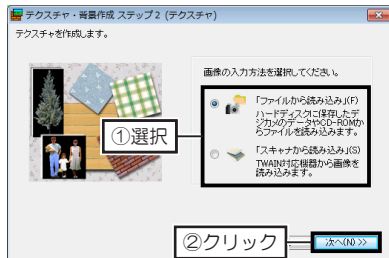 テクスチャ・背景作成 ステップ2 (テクスチャ)
テクスチャを作成します。
画像の入力方法を選択してください。
「ファイルから読み込み」(F)
ハードディスクに保存したデ
ジカメのデータやCD-ROMか
らファイルを読み込みます。
①選択
「スキャナから読み込み」(S)
TWAIN対応機器から画像を
読み込みます。
②クリック
次へ(N) >>